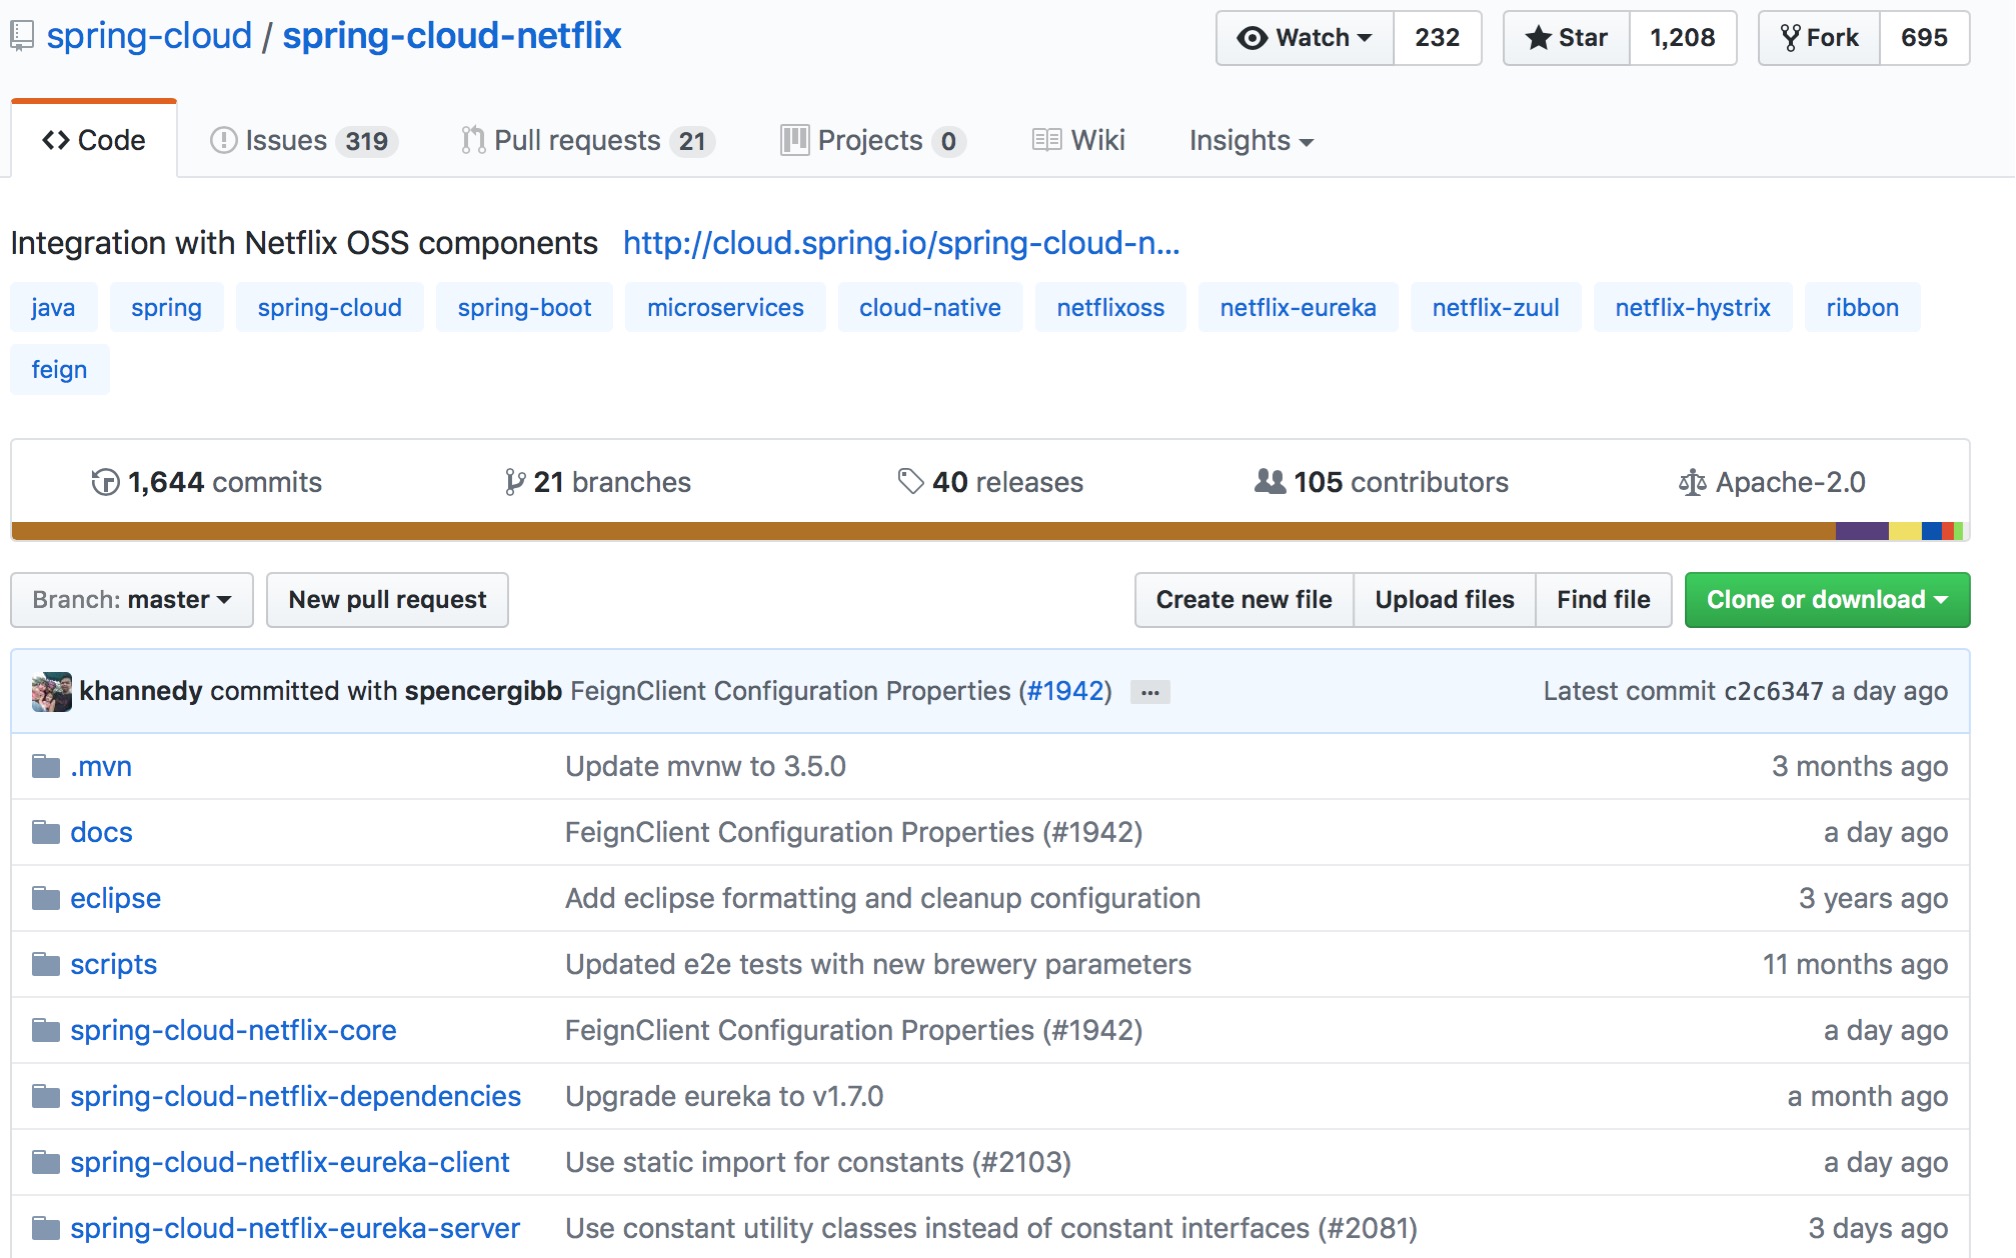 spring-cloud / spring-cloud-netflix Watch 232 Star 1,208 Fork 695
Code Issues 319 Pull requests 21 Projects 0 Wiki Insights
Integration with Netflix OSS components http://cloud.spring.io/spring-cloud-n...
java spring spring-cloud spring-boot microservices cloud-native netflixoss netflix-eureka netflix-zuul netflix-hystrix ribbon
feign
1,644 commits 21 branches 40 releases 105 contributors Apache-2.0
Branch: master New pull request Create new file Upload files Find file Clone or download
khannedy committed with spencergibb FeignClient Configuration Properties (#1942) ... Latest commit c2c6347 a day ago
.mvn Update mvnw to 3.5.0 3 months ago
docs FeignClient Configuration Properties (#1942) a day ago
eclipse Add eclipse formatting and cleanup configuration 3 years ago
scripts Updated e2e tests with new brewery parameters 11 months ago
spring-cloud-netflix-core FeignClient Configuration Properties (#1942) a day ago
spring-cloud-netflix-dependencies Upgrade eureka to v1.7.0 a month ago
spring-cloud-netflix-eureka-client Use static import for constants (#2103) a day ago
spring-cloud-netflix-eureka-server Use constant utility classes instead of constant interfaces (#2081) 3 days ago